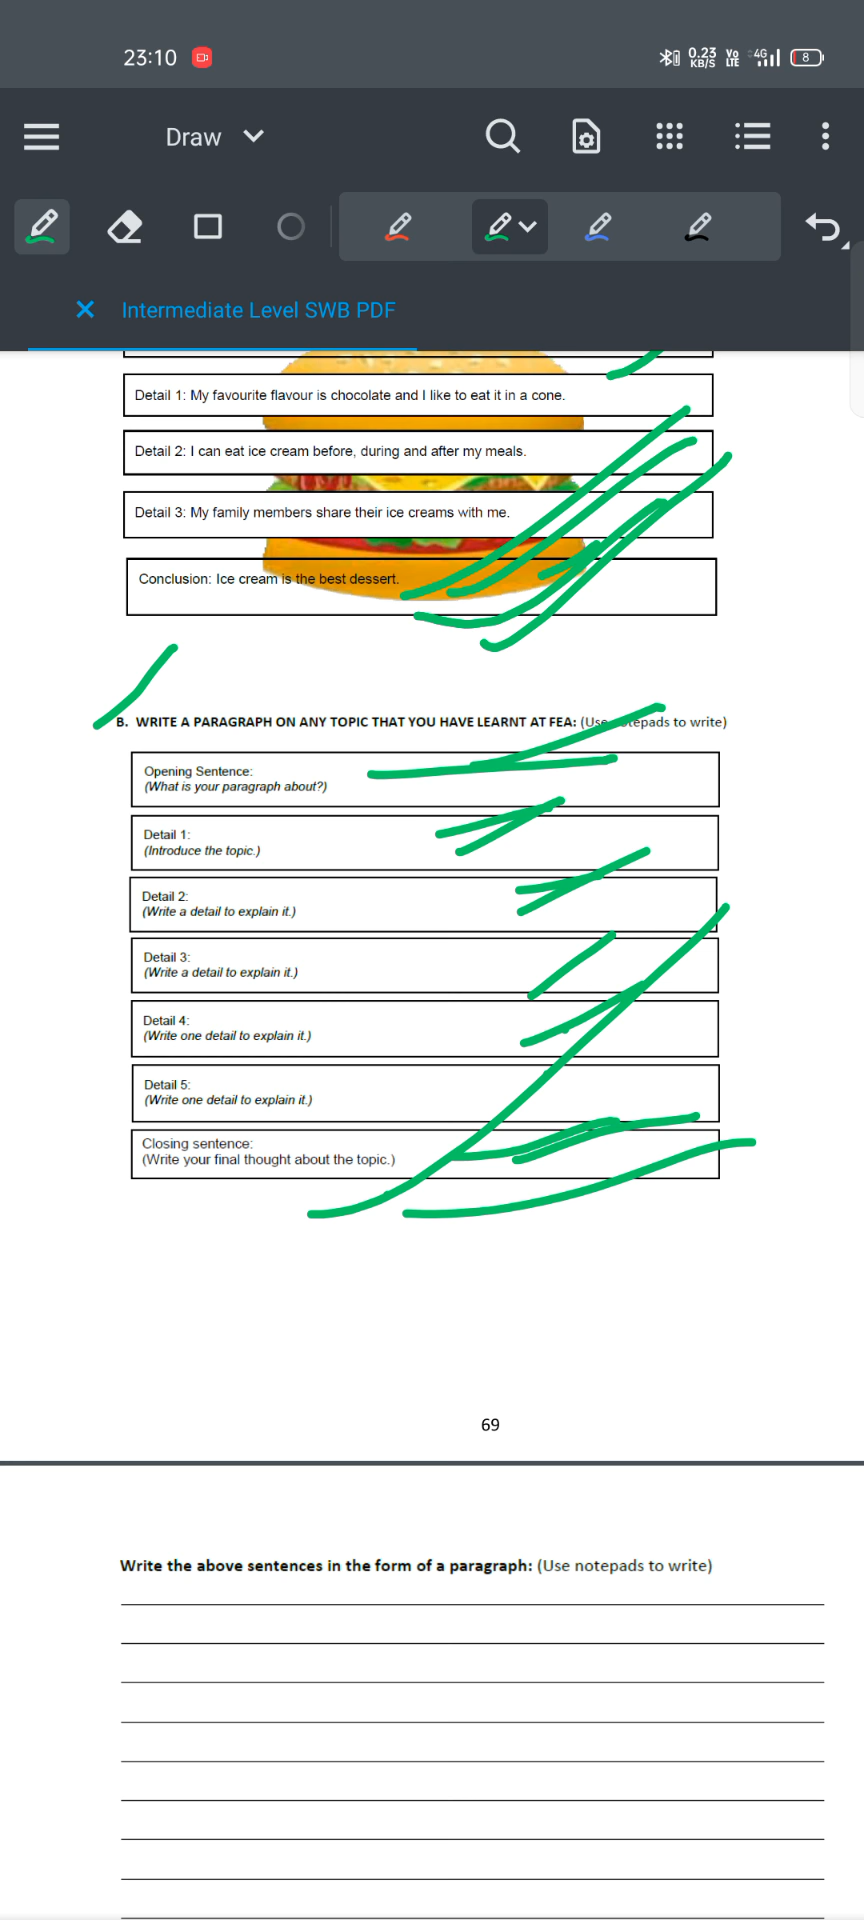 23:10
0.23 KB/S Vo LTE 4G 8
Draw
Intermediate Level SWB PDF
Detail 1: My favourite flavour is chocolate and I like to eat it in a cone.
Detail 2: I can eat ice cream before, during and after my meals.
Detail 3: My family members share their ice creams with me.
Conclusion: Ice cream is the best dessert.
B. WRITE A PARAGRAPH ON ANY TOPIC THAT YOU HAVE LEARNT AT FEA: (Use notepads to write)
Opening Sentence:
(What is your paragraph about?)
Detail 1:
(Introduce the topic.)
Detail 2:
(Write a detail to explain it.)
Detail 3:
(Write a detail to explain it.)
Detail 4:
(Write one detail to explain it.)
Detail 5:
(Write one detail to explain it.)
Closing sentence:
(Write your final thought about the topic.)
69
Write the above sentences in the form of a paragraph: (Use notepads to write)